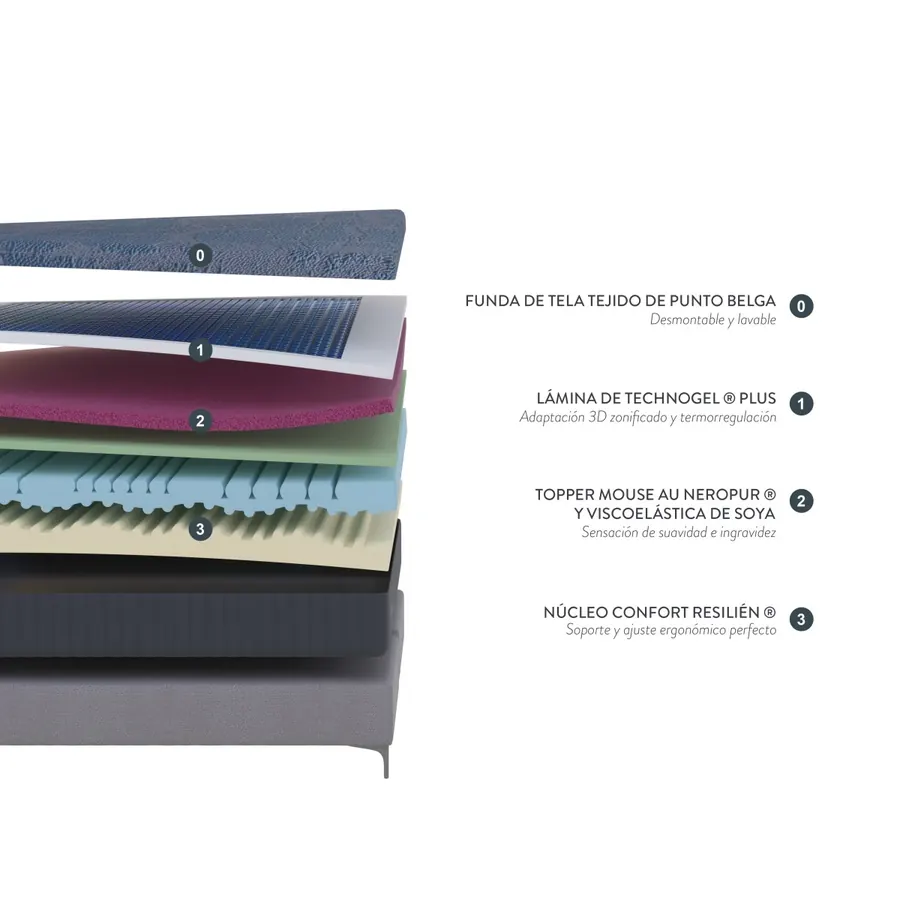 0
1
2
3
FUNDA DE TELA TEJIDO DE PUNTO BELGA 0
Desmontable y lavable
LÁMINA DE TECHNOGEL ® PLUS 1
Adaptación 3D zonificado y termorregulación
TOPPER MOUSE AU NEROPUR ® 2
Y VISCOELÁSTICA DE SOYA
Sensación de suavidad e ingravidez
NÚCLEO CONFORT RESILIÉN ® 3
Soporte y ajuste ergonómico perfecto